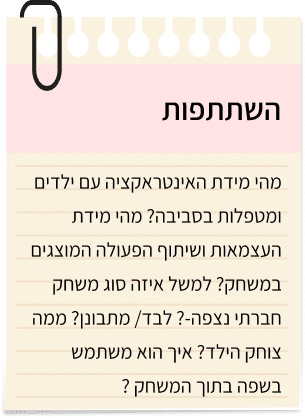 השתתפות
מהי מידת האינטראקציה עם ילדים
ומטפלות בסביבה? מהי מידת
העצמאות ושיתוף הפעולה המוצגים
במשחק? למשל איזה סוג משחק
חברתי נצפה-? לבד/ מתבונן? ממה
צוחק הילד? איך הוא משתמש
בשפה בתוך המשחק ?